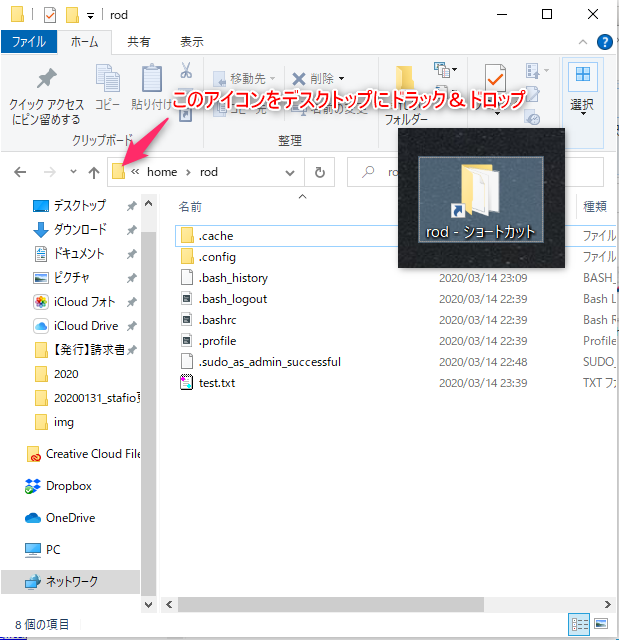 rod
ファイル ホーム 共有 表示
クイック アクセス
にピン留めする
コピー
貼り付け
移動先
削除
このアイコンをデスクトップにドラック＆ドロップ
名前の変更
フォルダー
選択
クリップボード
整理
« home › rod
rod - ショートカット
名前
種類
デスクトップ
ダウンロード
ドキュメント
ピクチャ
iCloud フォト
iCloud Drive
【発行】請求書
2020
20200131_stafio
img
Creative Cloud File
Dropbox
OneDrive
PC
ネットワーク
.cache ファイル
.config ファイル
.bash_history 2020/03/14 23:09 BASH_
.bash_logout 2020/03/14 22:39 Bash L
.bashrc 2020/03/14 22:39 Bash R
.profile 2020/03/14 22:39 Profile
.sudo_as_admin_successful 2020/03/14 22:48 SUDO_
test.txt 2020/03/14 23:39 TXT ファ
8 個の項目